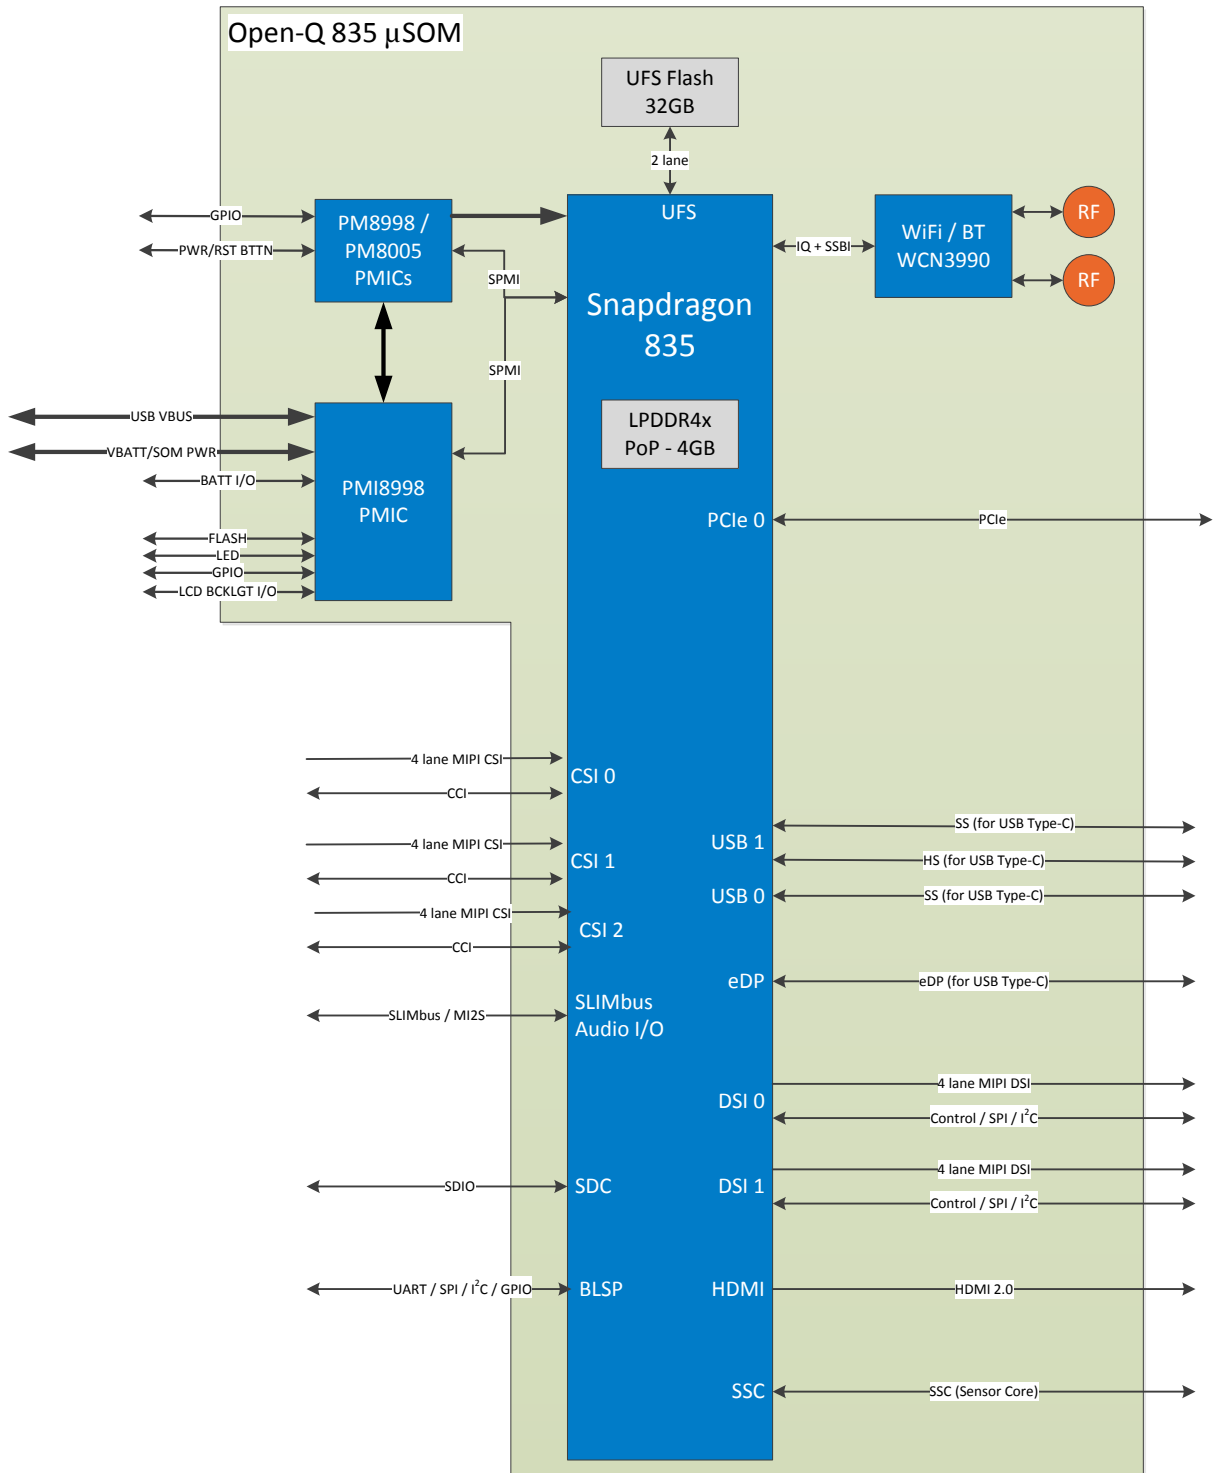 Open-Q 835 μSOM
UFS Flash
32GB
2 lane
UFS
GPIO
PWR/RST BTTN
PM8998 /
PM8005
PMICs
SPMI
SPMI
IQ + SSBI
WiFi / BT
WCN3990
RF
RF
Snapdragon
835
LPDDR4x
PoP - 4GB
USB VBUS
VBATT/SOM PWR
BATT I/O
FLASH
LED
GPIO
LCD BCKLGT I/O
PMI8998
PMIC
PCIe 0
PCIe
4 lane MIPI CSI
CSI 0
CCI
4 lane MIPI CSI
CSI 1
CCI
4 lane MIPI CSI
CSI 2
CCI
SLIMbus / MI2S
SLIMbus
Audio I/O
SDIO
SDC
UART / SPI / I²C / GPIO
BLSP
USB 1
SS (for USB Type-C)
HS (for USB Type-C)
USB 0
SS (for USB Type-C)
eDP
eDP (for USB Type-C)
DSI 0
4 lane MIPI DSI
Control / SPI / I²C
DSI 1
4 lane MIPI DSI
Control / SPI / I²C
HDMI
HDMI 2.0
SSC
SSC (Sensor Core)